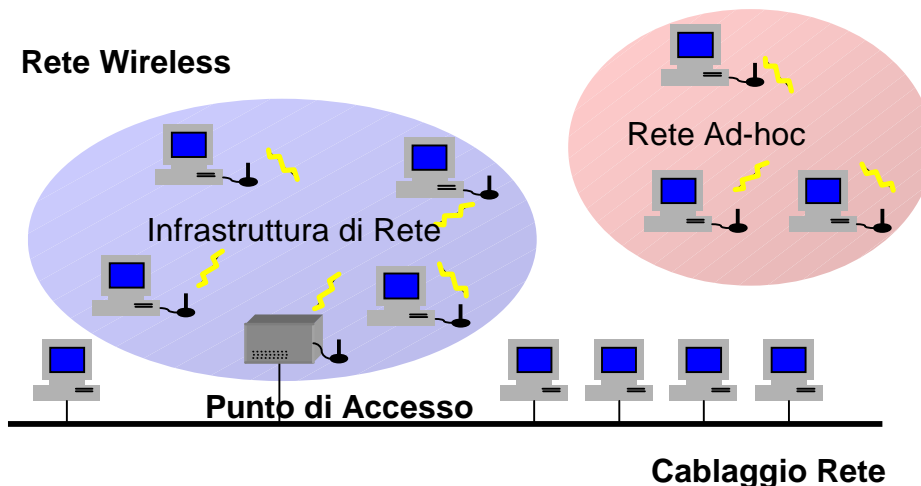 Rete Wireless
Rete Ad-hoc
Infrastruttura di Rete
Punto di Accesso
Cablaggio Rete